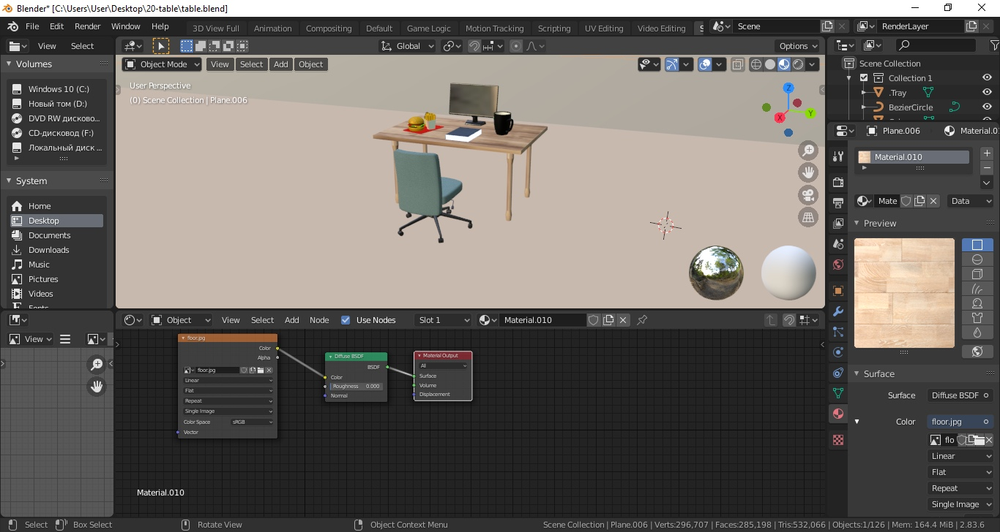 Blender* [C:\Users\User\Desktop\20-table\table.blend]
File Edit Render Window Help 3D View Full Animation Compositing Default Game Logic Motion Tracking Scripting UV Editing Video Editing Scene RenderLayer
View Select Global Options
Volumes
Object Mode View Select Add Object
Scene Collection
Collection 1
.Tray
BezierCircle
User Perspective
(0) Scene Collection | Plane.006
Z
Y
X
Windows 10 (C:)
Новый том (D:)
DVD RW дисково...
CD-дисковод (F:)
Локальный диск ...
System
Home
Desktop
Documents
Downloads
Music
Pictures
Videos
Fonts
Plane.006 Material.0
Material.010
Mate Data
Preview
Surface
Surface Diffuse BSDF
Color floor.jpg
flo
Linear
Flat
Repeat
Single Image
Object View Select Add Node Use Nodes Slot 1 Material.010
View
floor.jpg
Color
Alpha
floor.jpg
Linear
Flat
Repeat
Single Image
Color Space sRGB
Vector
Diffuse BSDF
BSDF
Color
Roughness 0.000
Normal
Material Output
All
Surface
Volume
Displacement
Material.010
Select Box Select Rotate View Object Context Menu Scene Collection | Plane.006 | Verts:296,707 | Faces:285,198 | Tris:532,066 | Objects:1/126 | Mem: 164.4 MiB | 2.83.6